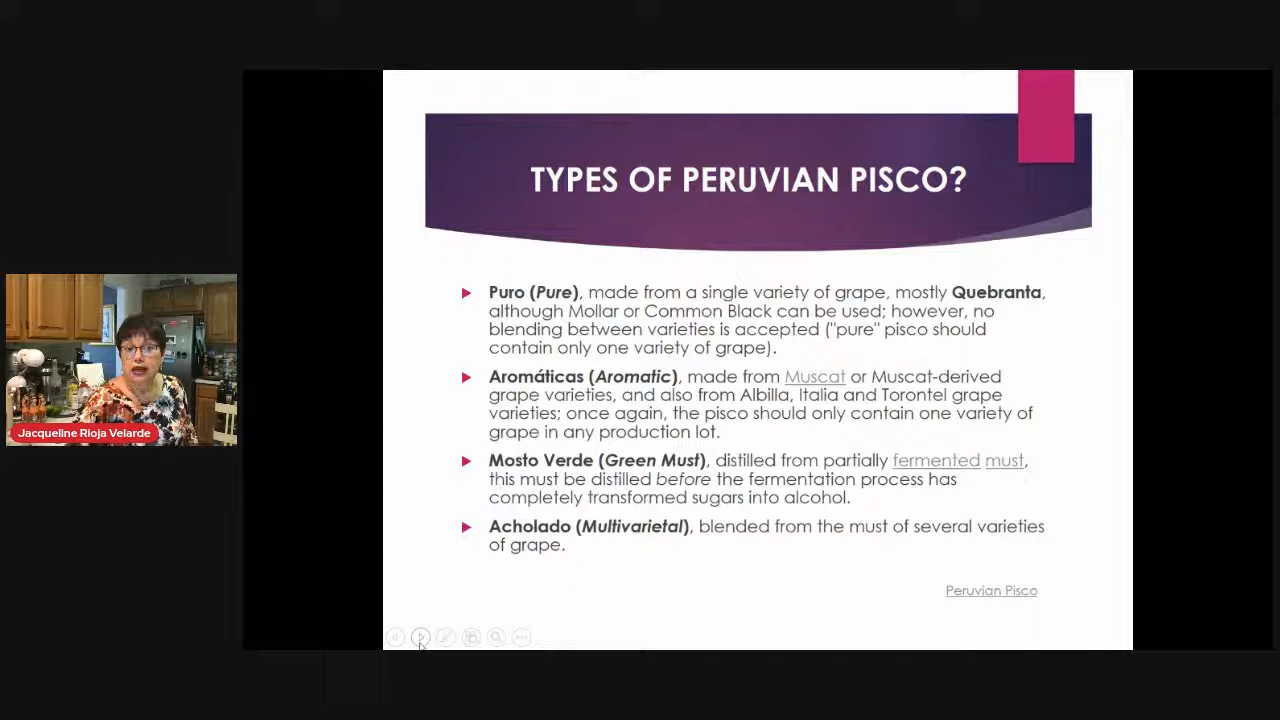 TYPES OF PERUVIAN PISCO?
Puro (Pure), made from a single variety of grape, mostly Quebranta,
although Mollar or Common Black can be used; however, no
blending between varieties is accepted ("pure" pisco should
contain only one variety of grape).
Aromáticas (Aromatic), made from Muscat or Muscat-derived
grape varieties, and also from Albilla, Italia and Torontel grape
varieties; once again, the pisco should only contain one variety of
grape in any production lot.
Mosto Verde (Green Must), distilled from partially fermented must,
this must be distilled before the fermentation process has
completely transformed sugars into alcohol.
Acholado (Multivarietal), blended from the must of several varieties
of grape.
Peruvian Pisco
Jacqueline Rioja Velarde